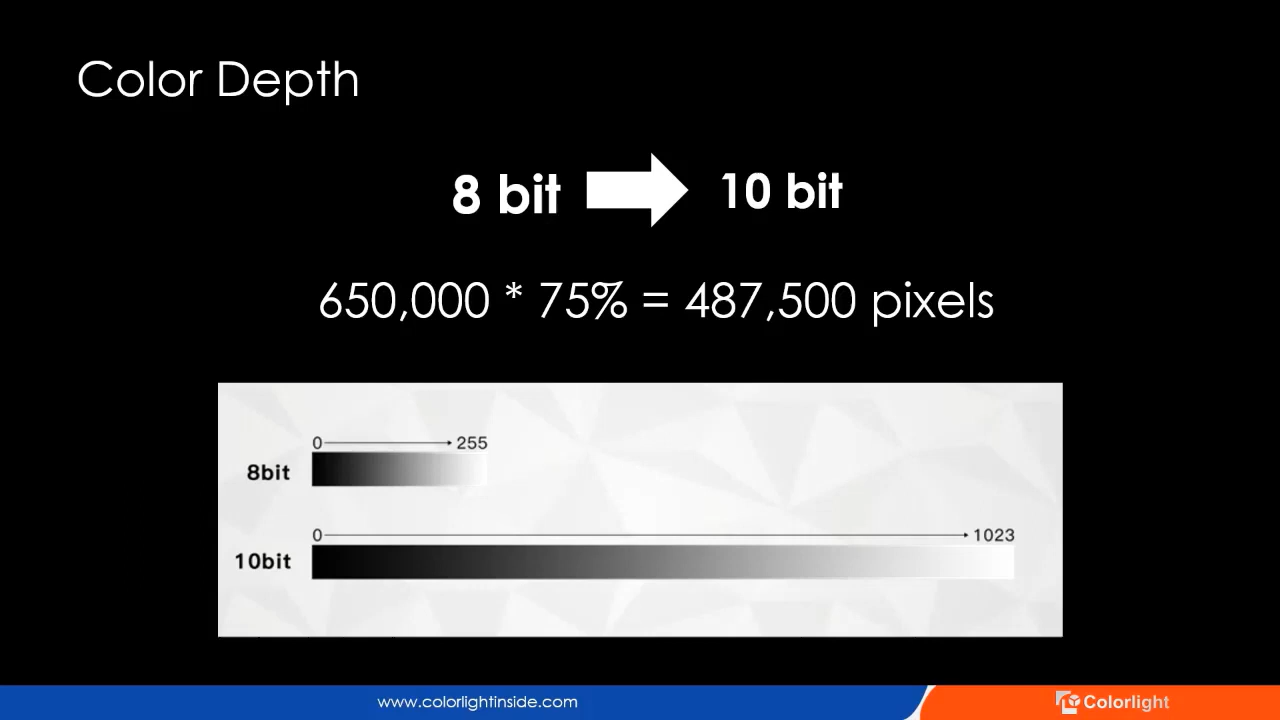 Color Depth
8 bit 10 bit
650,000 * 75% = 487,500 pixels
0 255
8bit
0 1023
10bit
www.colorlightinside.com
Colorlight